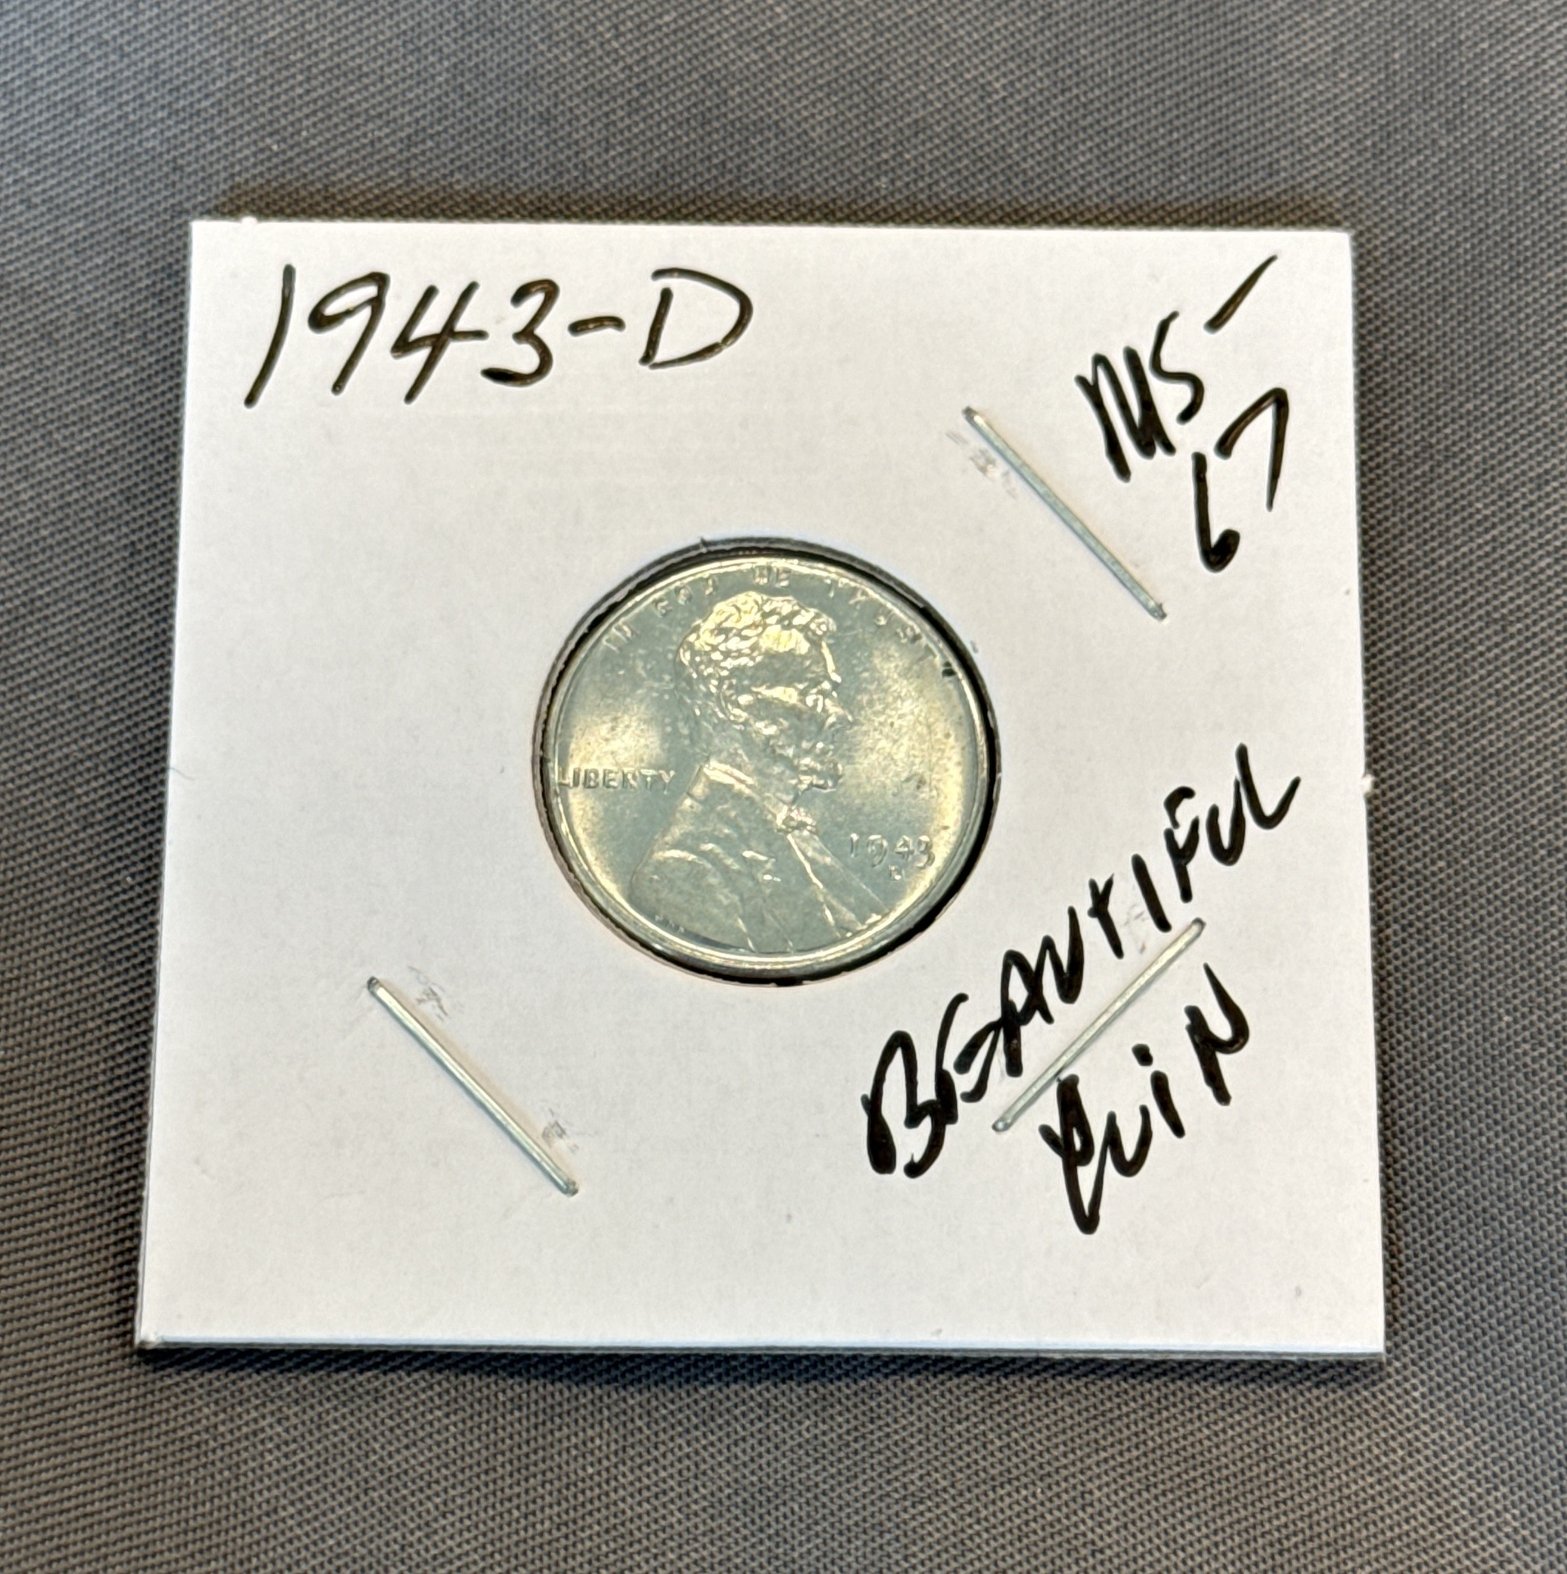 1943-D
MS-
67
IN GOD WE TRUST
LIBERTY
1943
D
BEAUTIFUL
COIN